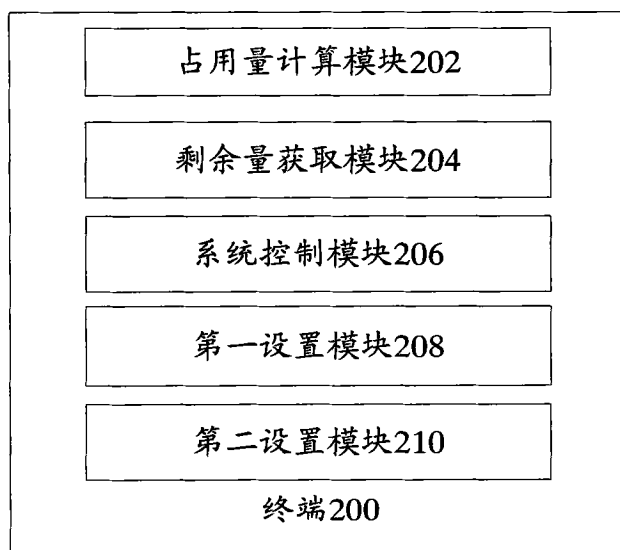 占用量计算模块202
剩余量获取模块204
系统控制模块206
第一设置模块208
第二设置模块210
终端200